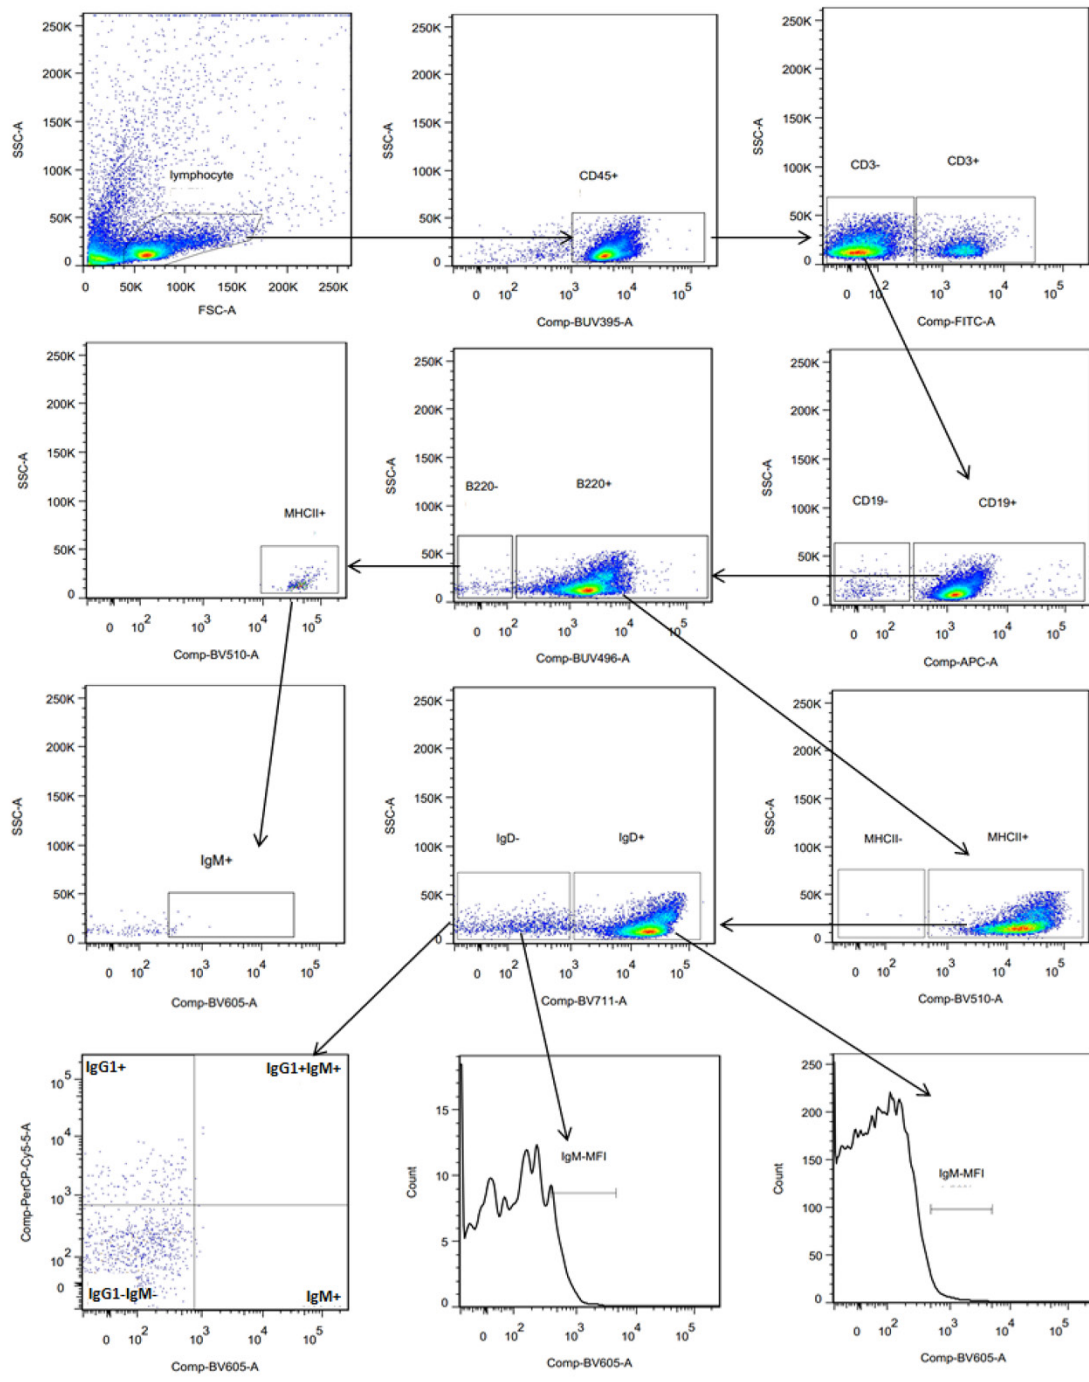 250K
200K
150K
100K
50K
0
SSC-A
lymphocyte
0 50K 100K 150K 200K 250K
FSC-A
250K
200K
150K
100K
50K
0
SSC-A
CD45+
0 10^2 10^3 10^4 10^5
Comp-BUV395-A
250K
200K
150K
100K
50K
0
SSC-A
CD3- CD3+
0 10^2 10^3 10^4 10^5
Comp-FITC-A
250K
200K
150K
100K
50K
0
SSC-A
MHCII+
0 10^2 10^3 10^4 10^5
Comp-BV510-A
250K
200K
150K
100K
50K
0
SSC-A
B220- B220+
0 10^2 10^3 10^4 10^5
Comp-BUV496-A
250K
200K
150K
100K
50K
0
SSC-A
CD19- CD19+
0 10^2 10^3 10^4 10^5
Comp-APC-A
250K
200K
150K
100K
50K
0
SSC-A
IgM+
0 10^2 10^3 10^4 10^5
Comp-BV605-A
250K
200K
150K
100K
50K
0
SSC-A
IgD- IgD+
0 10^2 10^3 10^4 10^5
Comp-BV711-A
250K
200K
150K
100K
50K
0
SSC-A
MHCII- MHCII+
0 10^2 10^3 10^4 10^5
Comp-BV510-A
10^5
10^4
10^3
10^2
0
Comp-PerCP-Cy5-5-A
IgG1+ IgG1+IgM+
IgG1-IgM- IgM+
0 10^2 10^3 10^4 10^5
Comp-BV605-A
15
10
5
0
Count
IgM-MFI
0 10^2 10^3 10^4 10^5
Comp-BV605-A
250
200
150
100
50
0
Count
IgM-MFI
0 10^2 10^3 10^4 10^5
Comp-BV605-A